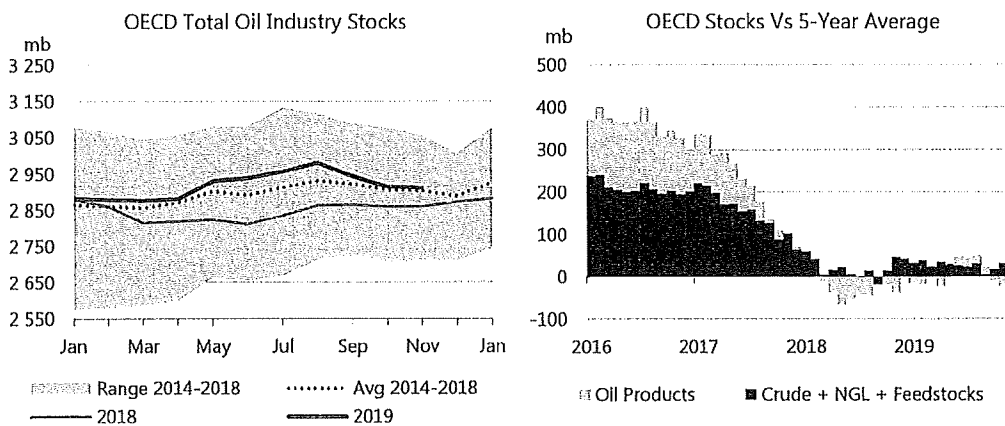 OECD Total Oil Industry Stocks
mb
3 250
3 150
3 050
2 950
2 850
2 750
2 650
2 550
Jan Mar May Jul Sep Nov Jan
Range 2014-2018
Avg 2014-2018
2018
2019
OECD Stocks Vs 5-Year Average
mb
500
400
300
200
100
0
-100
2016 2017 2018 2019
Oil Products
Crude + NGL + Feedstocks